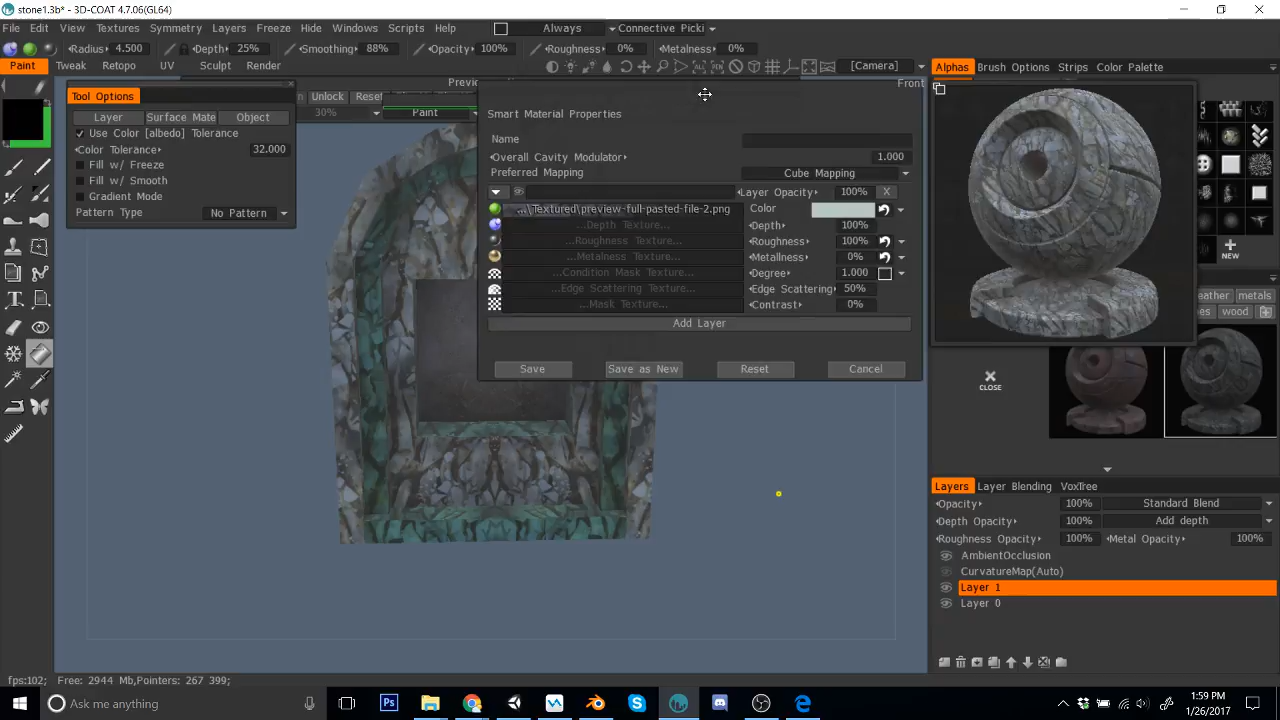 stone1.3b* - 3D-COAT 4.7.06(GL64)
File Edit View Textures Symmetry Layers Freeze Hide Windows Scripts Help Always Connective Picki
Radius 4.500 Depth 25% Smoothing 88% Opacity 100% Roughness 0% Metalness 0%
Paint Tweak Retopo UV Sculpt Render [Camera] Alphas Brush Options Strips Color Palette
Front
Tool Options Unlock
30% Paint
Layer Surface Mate Object
Use Color [albedo] Tolerance
Color Tolerance 32.000
Fill w/ Freeze
Fill w/ Smooth
Gradient Mode
Pattern Type No Pattern
Smart Material Properties
Name
Overall Cavity Modulator 1.000
Preferred Mapping Cube Mapping
Layer Opacity 100% X
...\Textured\preview-full-pasted-file-2.png Color
...Depth Texture... Depth 100%
...Roughness Texture... Roughness 100%
...Metalness Texture... Metallness 0%
...Condition Mask Texture... Degree 1.000
...Edge Scattering Texture... Edge Scattering 50%
...Mask Texture... Contrast 0%
Add Layer
Save Save as New Reset Cancel
NEW
eather metals
es wood
CLOSE
Layers Layer Blending VoxTree
Opacity 100% Standard Blend
Depth Opacity 100% Add depth
Roughness Opacity 100% Metal Opacity 100%
AmbientOcclusion
CurvatureMap(Auto)
Layer 1
Layer 0
fps:102; Free: 2944 Mb,Pointers: 267 399;
Ask me anything
Ps
1:59 PM
1/26/2017